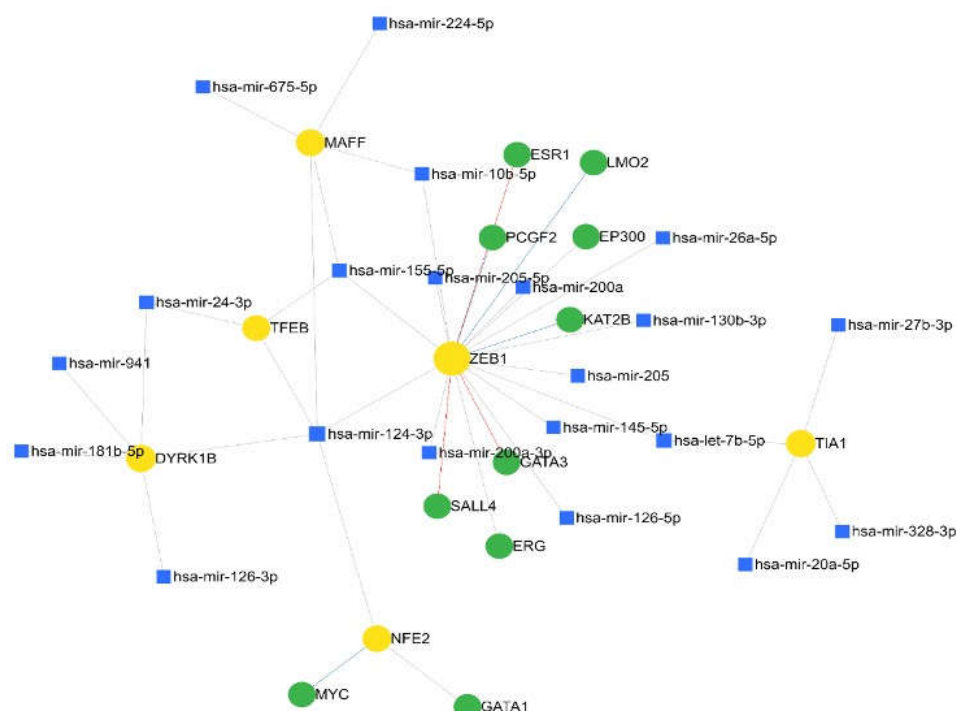 hsa-mir-224-5p
hsa-mir-675-5p
MAFF
ESR1
LMO2
hsa-mir-10b-5p
PCGF2
EP300
hsa-mir-26a-5p
hsa-mir-155-5p
hsa-mir-205-5p
hsa-mir-200a
hsa-mir-24-3p
TFEB
KAT2B
hsa-mir-130b-3p
hsa-mir-27b-3p
ZEB1
hsa-mir-941
hsa-mir-205
hsa-mir-124-3p
hsa-mir-145-5p
hsa-let-7b-5p
TIA1
hsa-mir-181b-5p
DYRK1B
hsa-mir-200a-3p
GATA3
SALL4
hsa-mir-126-5p
hsa-mir-328-3p
ERG
hsa-mir-20a-5p
hsa-mir-126-3p
NFE2
MYC
GATA1